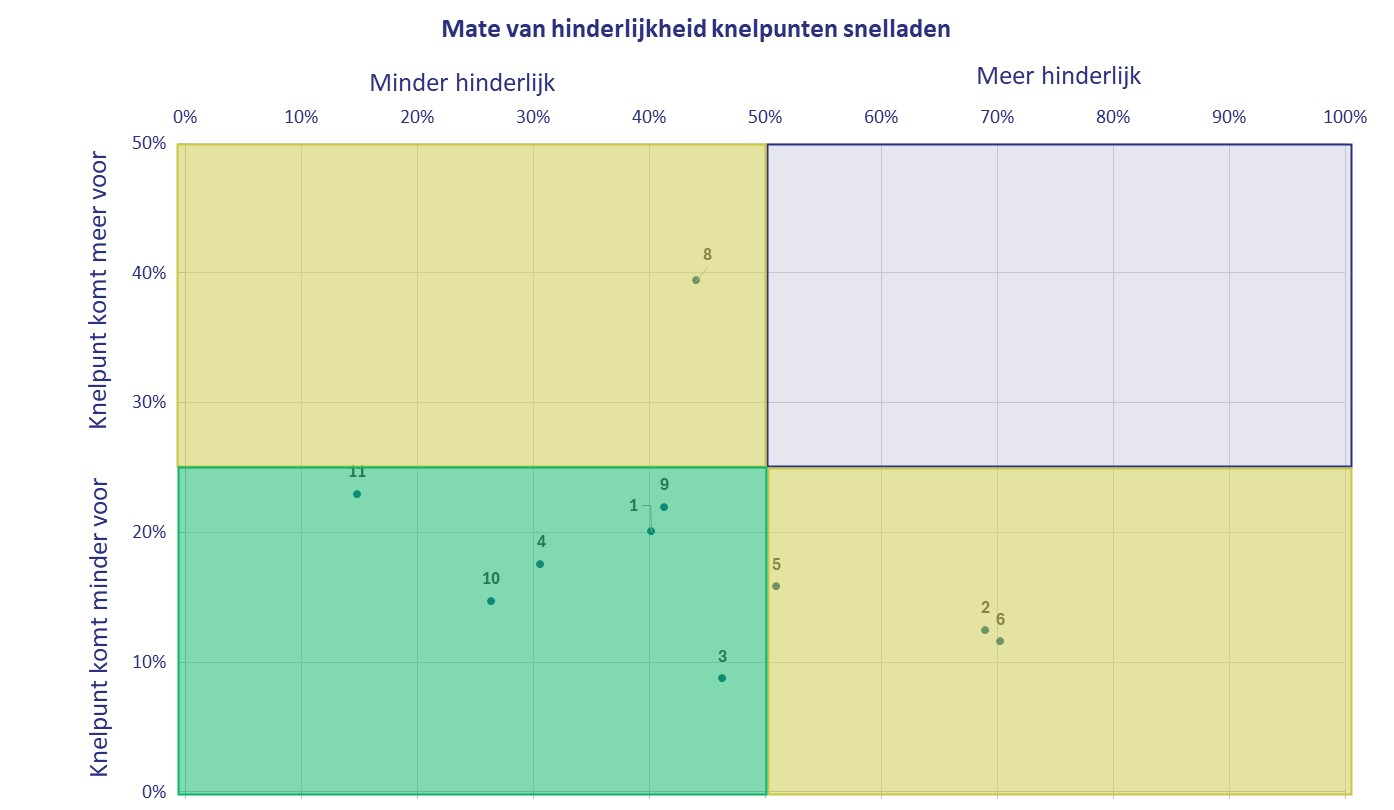 Mate van hinderlijkheid knelpunten snelladen
Minder hinderlijk
Meer hinderlijk
0% 10% 20% 30% 40% 50% 60% 70% 80% 90% 100%
50%
Knelpunt komt meer voor
8
40%
30%
Knelpunt komt minder voor
11
9
1
20%
4
5
10
2
6
3
10%
0%